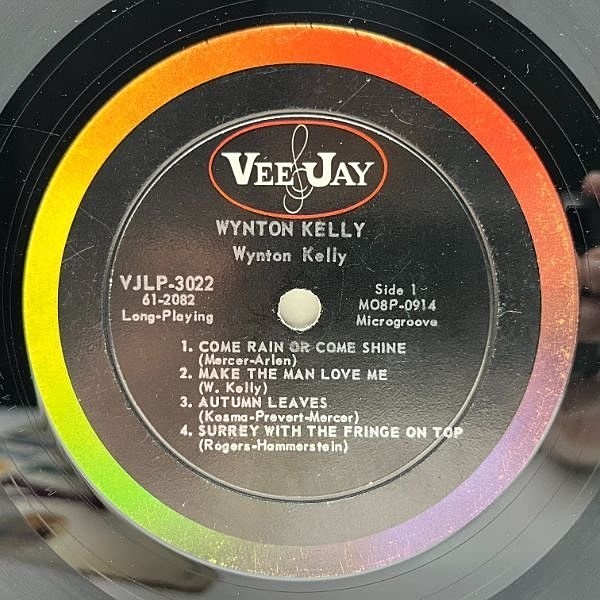 VEE JAY
WYNTON KELLY
Wynton Kelly
VJLP-3022
61-2082
Long-Playing
Side 1
MO8P-0914
Microgroove
1. COME RAIN OR COME SHINE
(Mercer-Arlen)
2. MAKE THE MAN LOVE ME
(W. Kelly)
3. AUTUMN LEAVES
(Kosma-Prevert-Mercer)
4. SURREY WITH THE FRINGE ON TOP
(Rogers-Hammerstein)